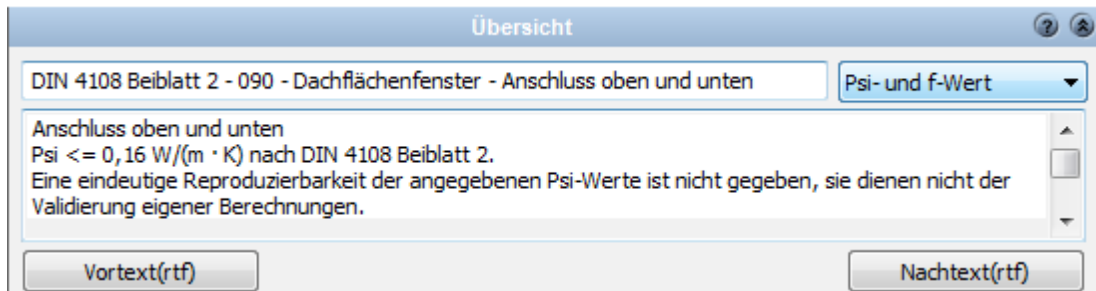 Übersicht
DIN 4108 Beiblatt 2 - 090 - Dachflächenfenster - Anschluss oben und unten
Psi- und f-Wert
Anschluss oben und unten
Psi <= 0,16 W/(m · K) nach DIN 4108 Beiblatt 2.
Eine eindeutige Reproduzierbarkeit der angegebenen Psi-Werte ist nicht gegeben, sie dienen nicht der
Validierung eigener Berechnungen.
Vortext(rtf)
Nachtext(rtf)